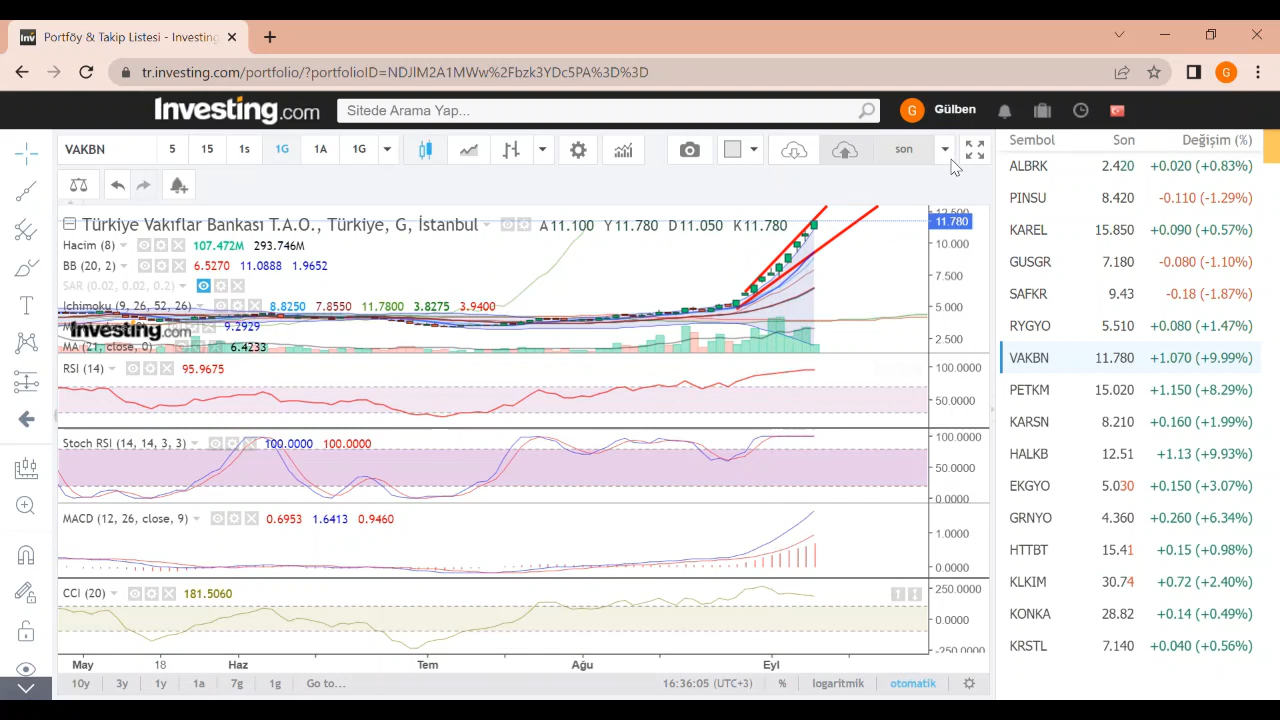 Portföy & Takip Listesi - Investing
tr.investing.com/portfolio/?portfolioID=NDJlM2A1MWw%2Fbzk3YDc5PA%3D%3D
G
Investing.com
Sitede Arama Yap...
G Gülben
VAKBN 5 15 1s 1G 1A 1G son
Sembol Son Değişim (%)
ALBRK 2.420 +0.020 (+0.83%)
PINSU 8.420 -0.110 (-1.29%)
KAREL 15.850 +0.090 (+0.57%)
GUSGR 7.180 -0.080 (-1.10%)
SAFKR 9.43 -0.18 (-1.87%)
RYGYO 5.510 +0.080 (+1.47%)
VAKBN 11.780 +1.070 (+9.99%)
PETKM 15.020 +1.150 (+8.29%)
KARSN 8.210 +0.160 (+1.99%)
HALKB 12.51 +1.13 (+9.93%)
EKGYO 5.030 +0.150 (+3.07%)
GRNYO 4.360 +0.260 (+6.34%)
HTTBT 15.41 +0.15 (+0.98%)
KLKIM 30.74 +0.72 (+2.40%)
KONKA 28.82 +0.14 (+0.49%)
KRSTL 7.140 +0.040 (+0.56%)
Türkiye Vakıflar Bankası T.A.O., Türkiye, G, İstanbul A11.100 Y11.780 D11.050 K11.780
Hacim (8) 107.472M 293.746M
BB (20, 2) 6.5270 11.0888 1.9652
SAR (0.02, 0.02, 0.2)
Ichimoku (9, 26, 52, 26) 8.8250 7.8550 11.7800 3.8275 3.9400
9.2929
Investing.com
MA (21, close, 0) 6.4233
12.500
11.780
10.000
7.500
5.000
2.500
RSI (14) 95.9675
100.0000
50.0000
Stoch RSI (14, 14, 3, 3) 100.0000 100.0000
100.0000
50.0000
0.0000
MACD (12, 26, close, 9) 0.6953 1.6413 0.9460
1.0000
0.0000
CCI (20) 181.5060
250.0000
0.0000
-250.0000
May 18 Haz Tem Ağu Eyl
10y 3y 1y 1a 7g 1g Go to... 16:36:05 (UTC+3) % logaritmik otomatik